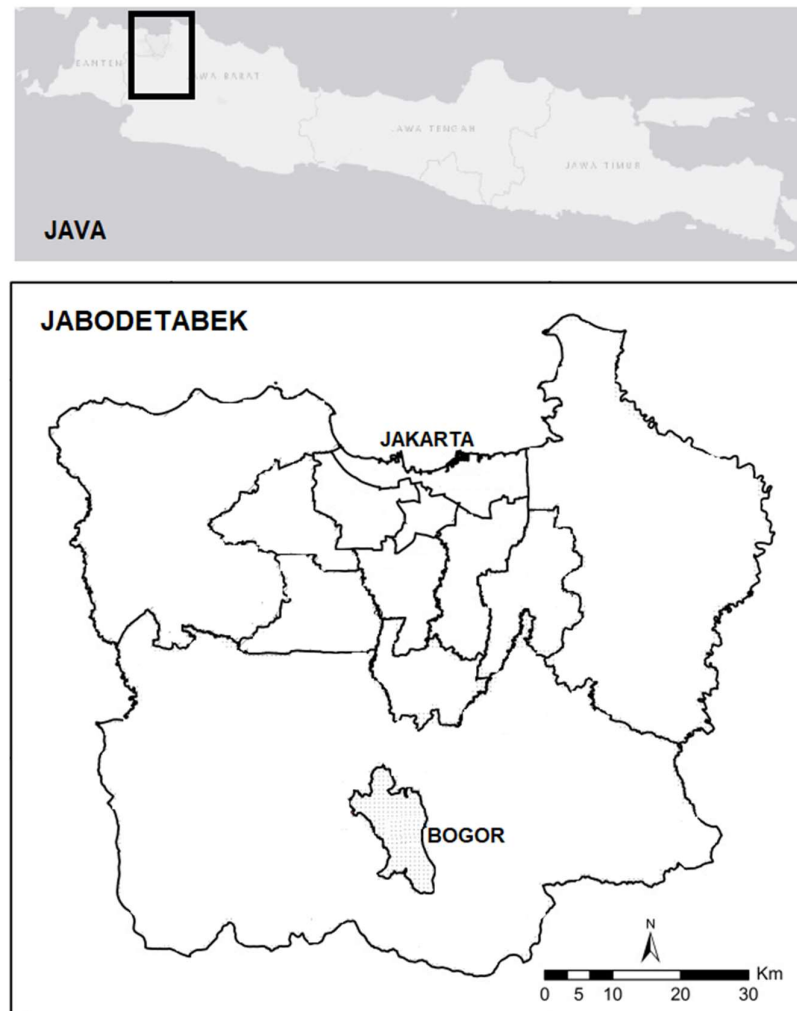 BANTEN
JAWA BARAT
JAWA TENGAH
JAWA TIMUR
JAVA
JABODETABEK
JAKARTA
BOGOR
N
Km
0 5 10 20 30